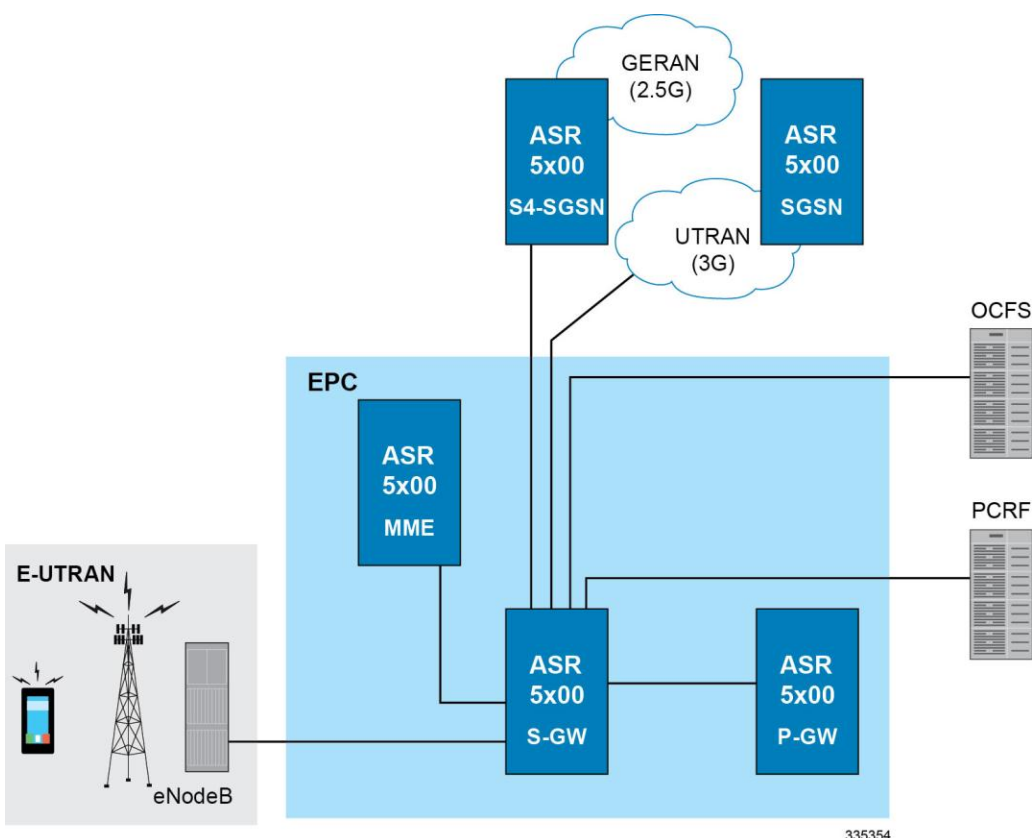 GERAN
(2.5G)
ASR
5x00
S4-SGSN
ASR
5x00
SGSN
UTRAN
(3G)
OCFS
EPC
ASR
5x00
MME
PCRF
E-UTRAN
ASR
5x00
S-GW
ASR
5x00
P-GW
eNodeB
335354